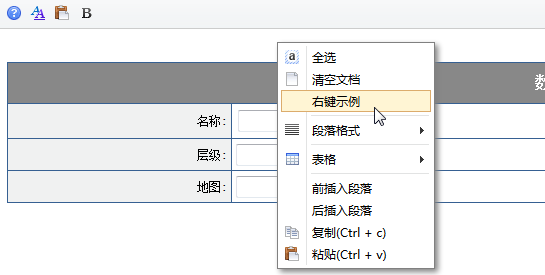 B
数
全选
清空文档
右键示例
段落格式
表格
前插入段落
后插入段落
复制(Ctrl + c)
粘贴(Ctrl + v)
名称:
层级:
地图: